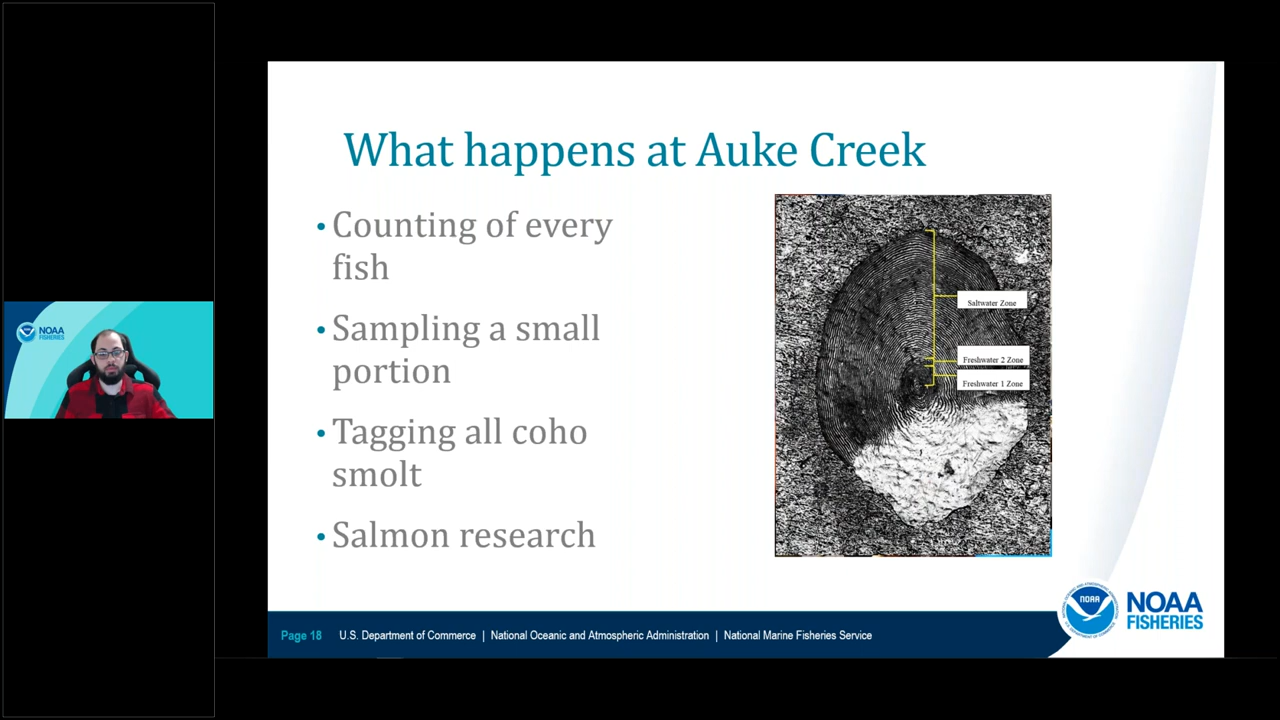 What happens at Auke Creek
• Counting of every
fish
• Sampling a small
portion
• Tagging all coho
smolt
• Salmon research
Saltwater Zone
Freshwater 2 Zone
Freshwater 1 Zone
NOAA
FISHERIES
Page 18 U.S. Department of Commerce | National Oceanic and Atmospheric Administration | National Marine Fisheries Service
NOAA
NOAA
FISHERIES